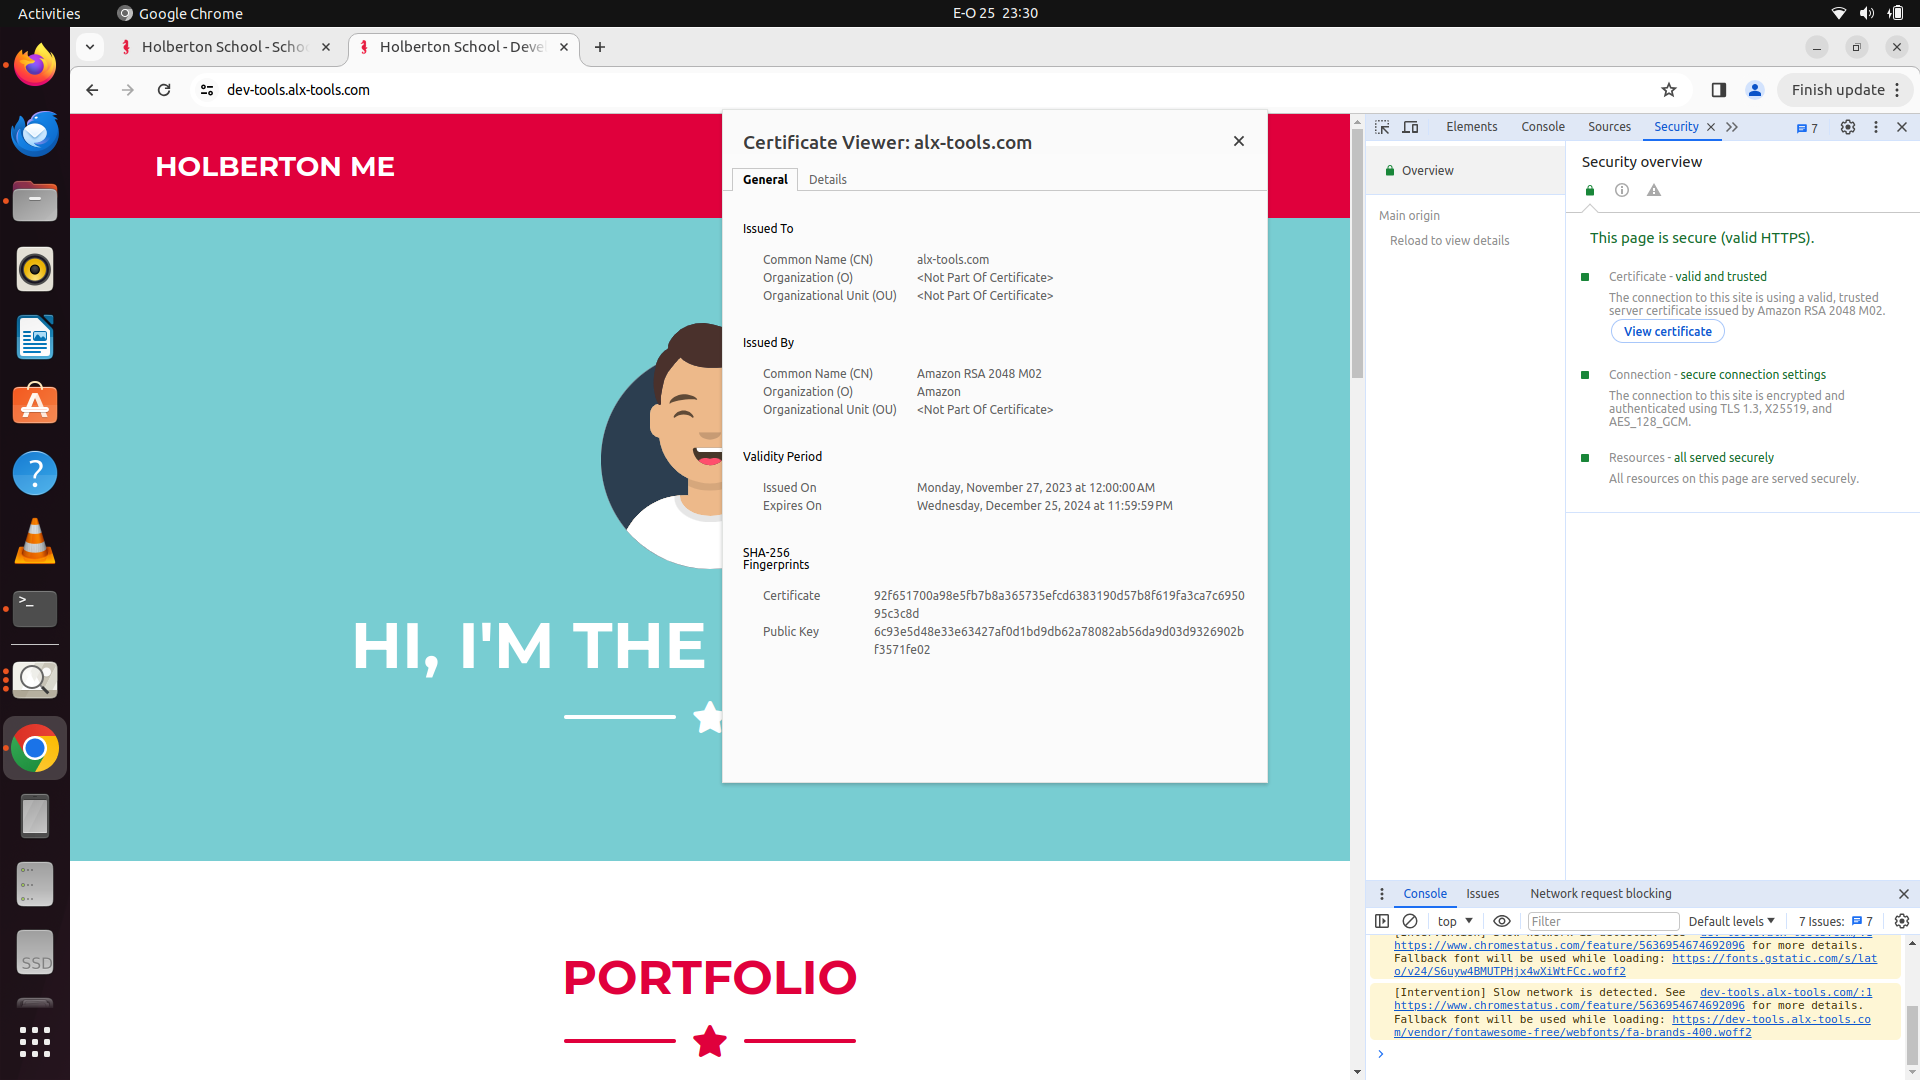 Activities
Google Chrome
E-O 25 23:30
Holberton School - Schoo
Holberton School - Devel
dev-tools.alx-tools.com
Finish update
HOLBERTON ME
HI, I'M THE
PORTFOLIO
Certificate Viewer: alx-tools.com
General
Details
Issued To
Common Name (CN) alx-tools.com
Organization (O) <Not Part Of Certificate>
Organizational Unit (OU) <Not Part Of Certificate>
Issued By
Common Name (CN) Amazon RSA 2048 M02
Organization (O) Amazon
Organizational Unit (OU) <Not Part Of Certificate>
Validity Period
Issued On Monday, November 27, 2023 at 12:00:00 AM
Expires On Wednesday, December 25, 2024 at 11:59:59 PM
SHA-256
Fingerprints
Certificate 92f651700a98e5fb7b8a365735efcd6383190d57b8f619fa3ca7c6950
95c3c8d
Public Key 6c93e5d48e33e63427af0d1bd9db62a78082ab56da9d03d9326902b
f3571fe02
Elements
Console
Sources
Security
7
Overview
Main origin
Reload to view details
Security overview
This page is secure (valid HTTPS).
Certificate - valid and trusted
The connection to this site is using a valid, trusted
server certificate issued by Amazon RSA 2048 M02.
View certificate
Connection - secure connection settings
The connection to this site is encrypted and
authenticated using TLS 1.3, X25519, and
AES_128_GCM.
Resources - all served securely
All resources on this page are served securely.
Console
Issues
Network request blocking
top
Filter
Default levels
7 Issues: 7
https://www.chromestatus.com/feature/5636954674692096 for more details.
Fallback font will be used while loading: https://fonts.gstatic.com/s/lat
o/v24/S6uyw4BMUTPHjx4wXiWtFCc.woff2
[Intervention] Slow network is detected. See dev-tools.alx-tools.com/:1
https://www.chromestatus.com/feature/5636954674692096 for more details.
Fallback font will be used while loading: https://dev-tools.alx-tools.co
m/vendor/fontawesome-free/webfonts/fa-brands-400.woff2
SSD